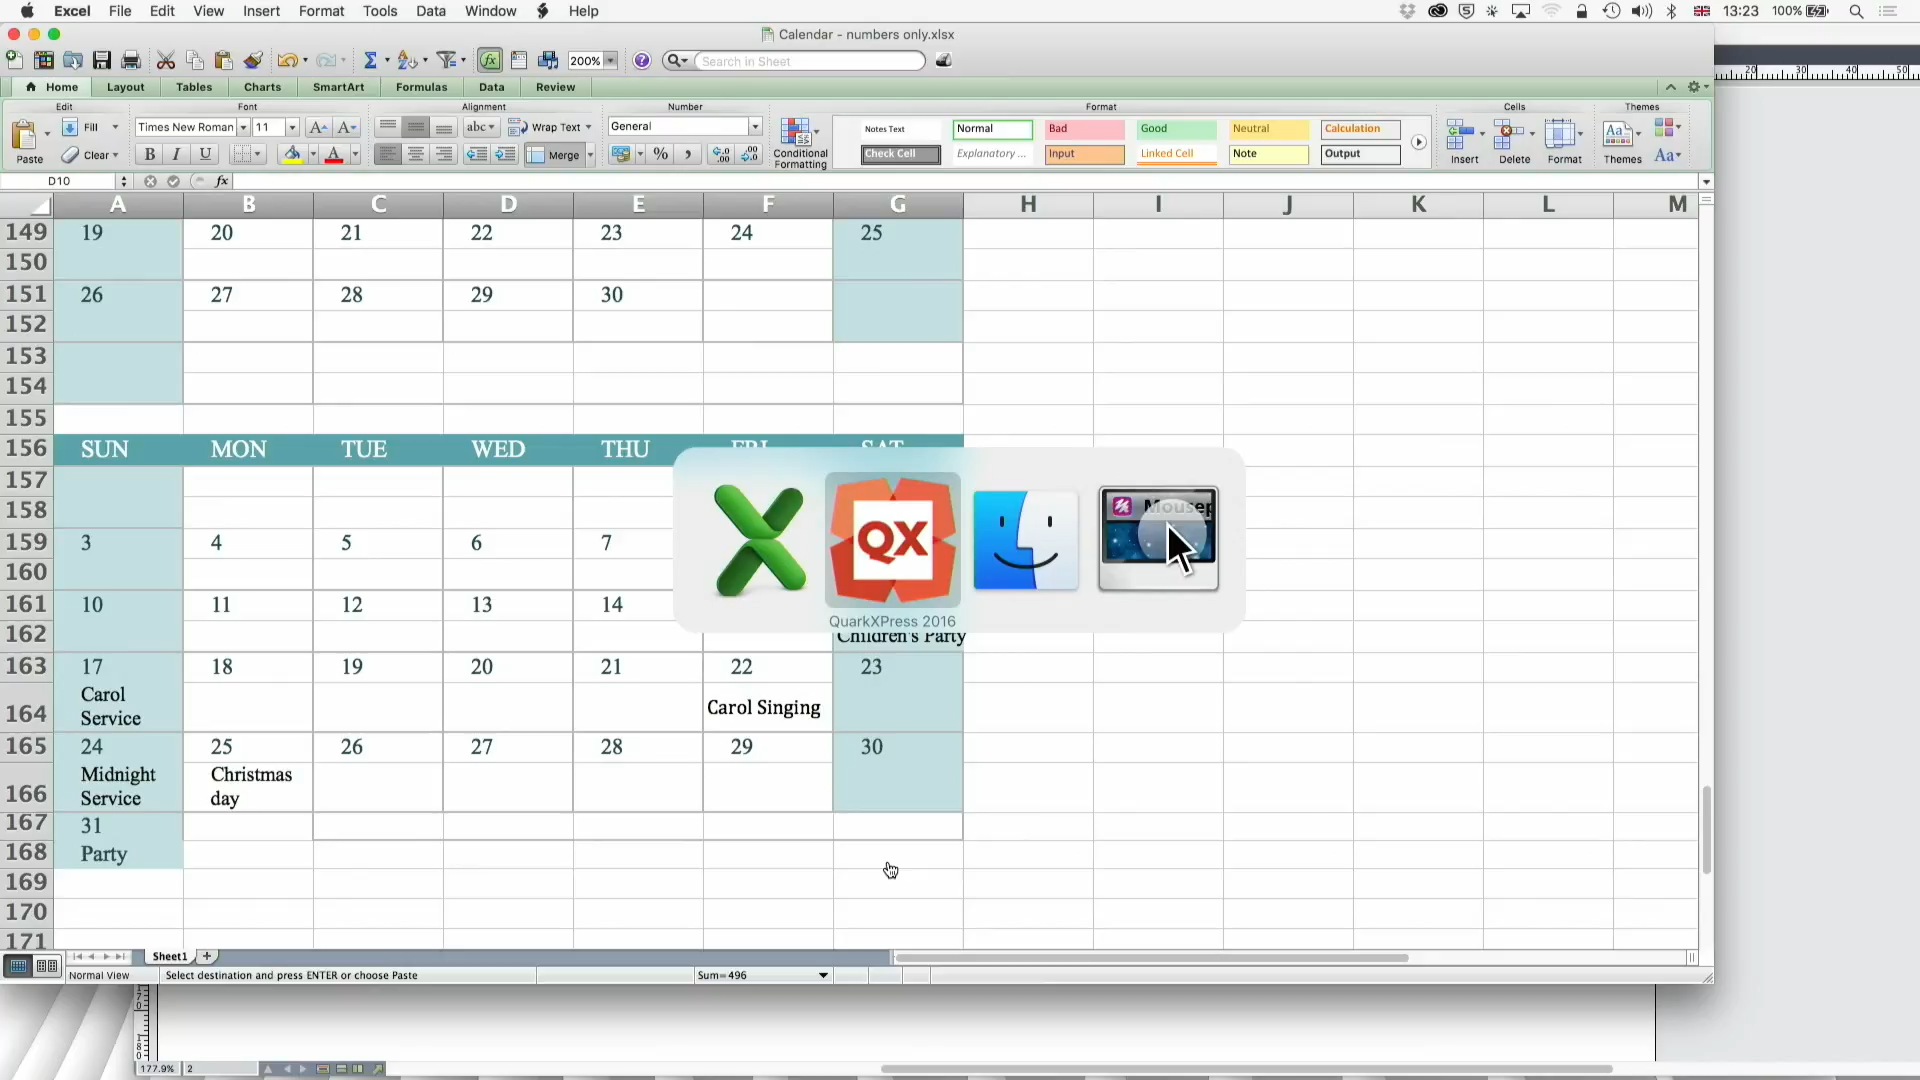 Excel File Edit View Insert Format Tools Data Window Help 13:23 100%
Calendar - numbers only.xlsx
200% Search in Sheet
Home Layout Tables Charts SmartArt Formulas Data Review
Edit Font Alignment Number Format Cells Themes
Fill Times New Roman 11 A A abc Wrap Text General Notes Text Normal Bad Good Neutral Calculation
Paste Clear B I U A Merge % Conditional Formatting Check Cell Explanatory ... Input Linked Cell Note Output Insert Delete Format Themes Aa
D10 fx
A B C D E F G H I J K L M
149 19 20 21 22 23 24 25
150
151 26 27 28 29 30
152
153
154
155
156 SUN MON TUE WED THU FRI SAT
157
158
159 3 4 5 6 7
160
161 10 11 12 13 14
162 Children's Party
163 17 18 19 20 21 22 23
164 Carol Service Carol Singing
165 24 25 26 27 28 29 30
166 Midnight Service Christmas day
167 31
168 Party
169
170
171
QX
QuarkXPress 2016
Sheet1
Normal View Select destination and press ENTER or choose Paste Sum=496
177.9% 2
20 30 40 50